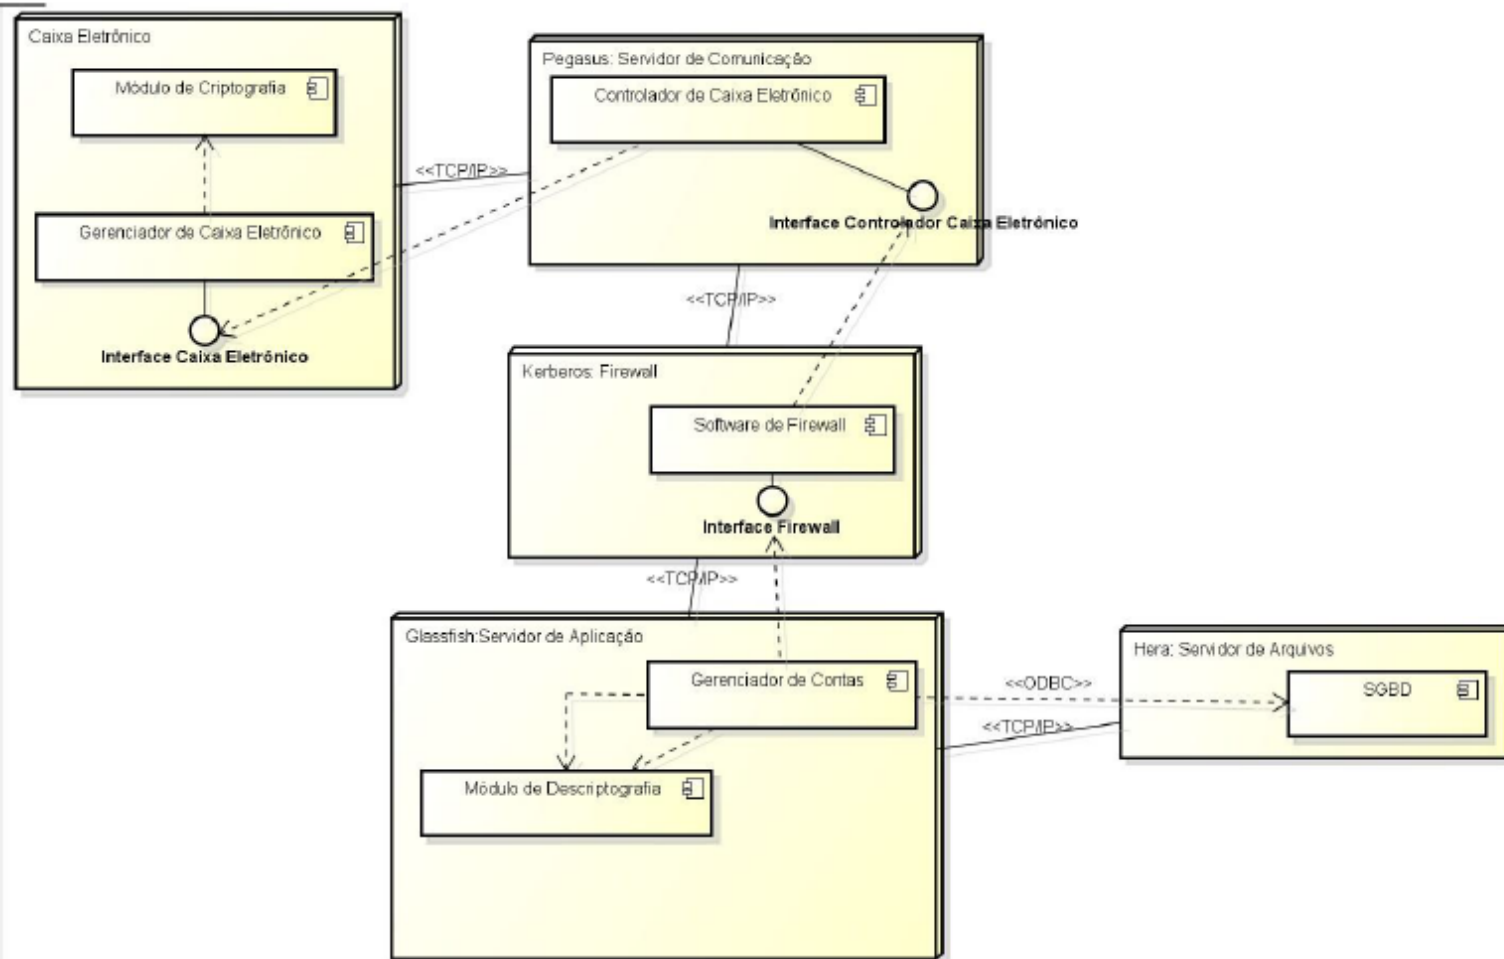 Caixa Eletrônico
Módulo de Criptografia
Gerenciador de Caixa Eletrônico
Interface Caixa Eletrônico
<<TCP/IP>>
Pegasus: Servidor de Comunicação
Controlador de Caixa Eletrônico
Interface Controlador Caixa Eletrônico
<<TCP/IP>>
Kerberos: Firewall
Software de Firewall
Interface Firewall
<<TCP/IP>>
Glassfish:Servidor de Aplicação
Gerenciador de Contas
Módulo de Descriptografia
<<ODBC>>
<<TCP/IP>>
Hera: Servidor de Arquivos
SGBD